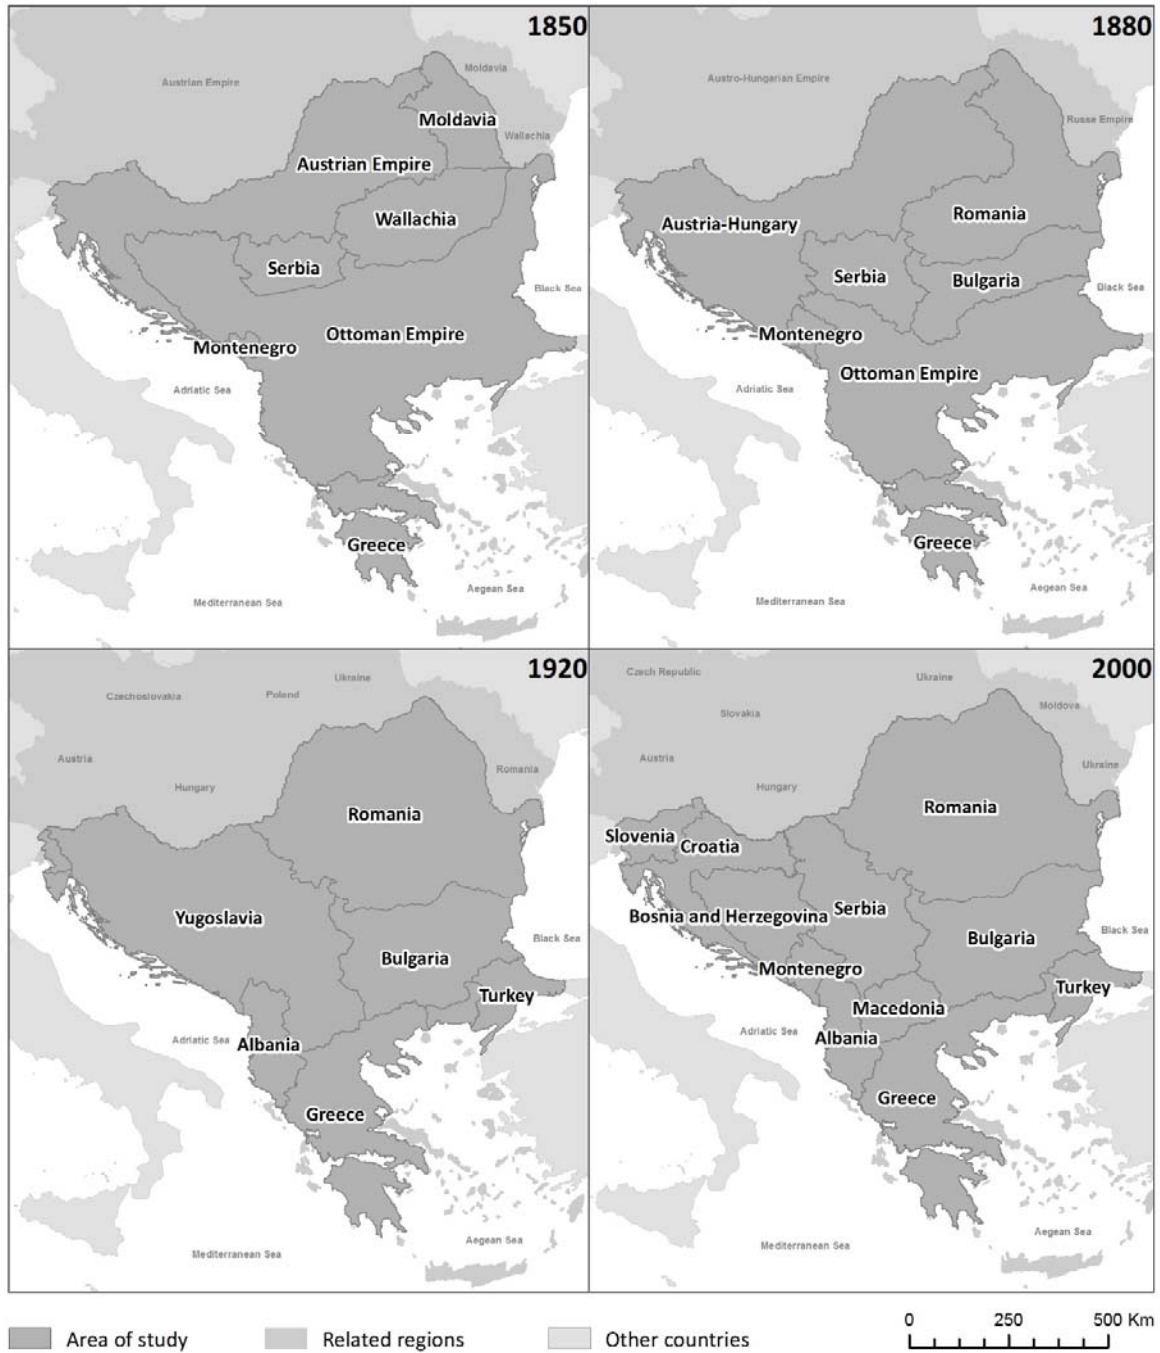 1850
Austrian Empire
Moldavia
Moldavia
Wallachia
Austrian Empire
Wallachia
Serbia
Black Sea
Ottoman Empire
Montenegro
Adriatic Sea
Greece
Aegean Sea
Mediterranean Sea
1880
Austro-Hungarian Empire
Russe Empire
Romania
Austria-Hungary
Serbia
Bulgaria
Black Sea
Montenegro
Ottoman Empire
Adriatic Sea
Greece
Aegean Sea
Mediterranean Sea
1920
Ukraine
Czechoslovakia
Poland
Austria
Romania
Hungary
Romania
Yugoslavia
Black Sea
Bulgaria
Turkey
Adriatic Sea
Albania
Greece
Aegean Sea
Mediterranean Sea
2000
Czech Republic
Ukraine
Moldova
Slovakia
Austria
Ukraine
Hungary
Romania
Slovenia
Croatia
Serbia
Bosnia and Herzegovina
Black Sea
Bulgaria
Montenegro
Turkey
Macedonia
Adriatic Sea
Albania
Greece
Aegean Sea
Mediterranean Sea
Area of study
Related regions
Other countries
0 250 500 Km